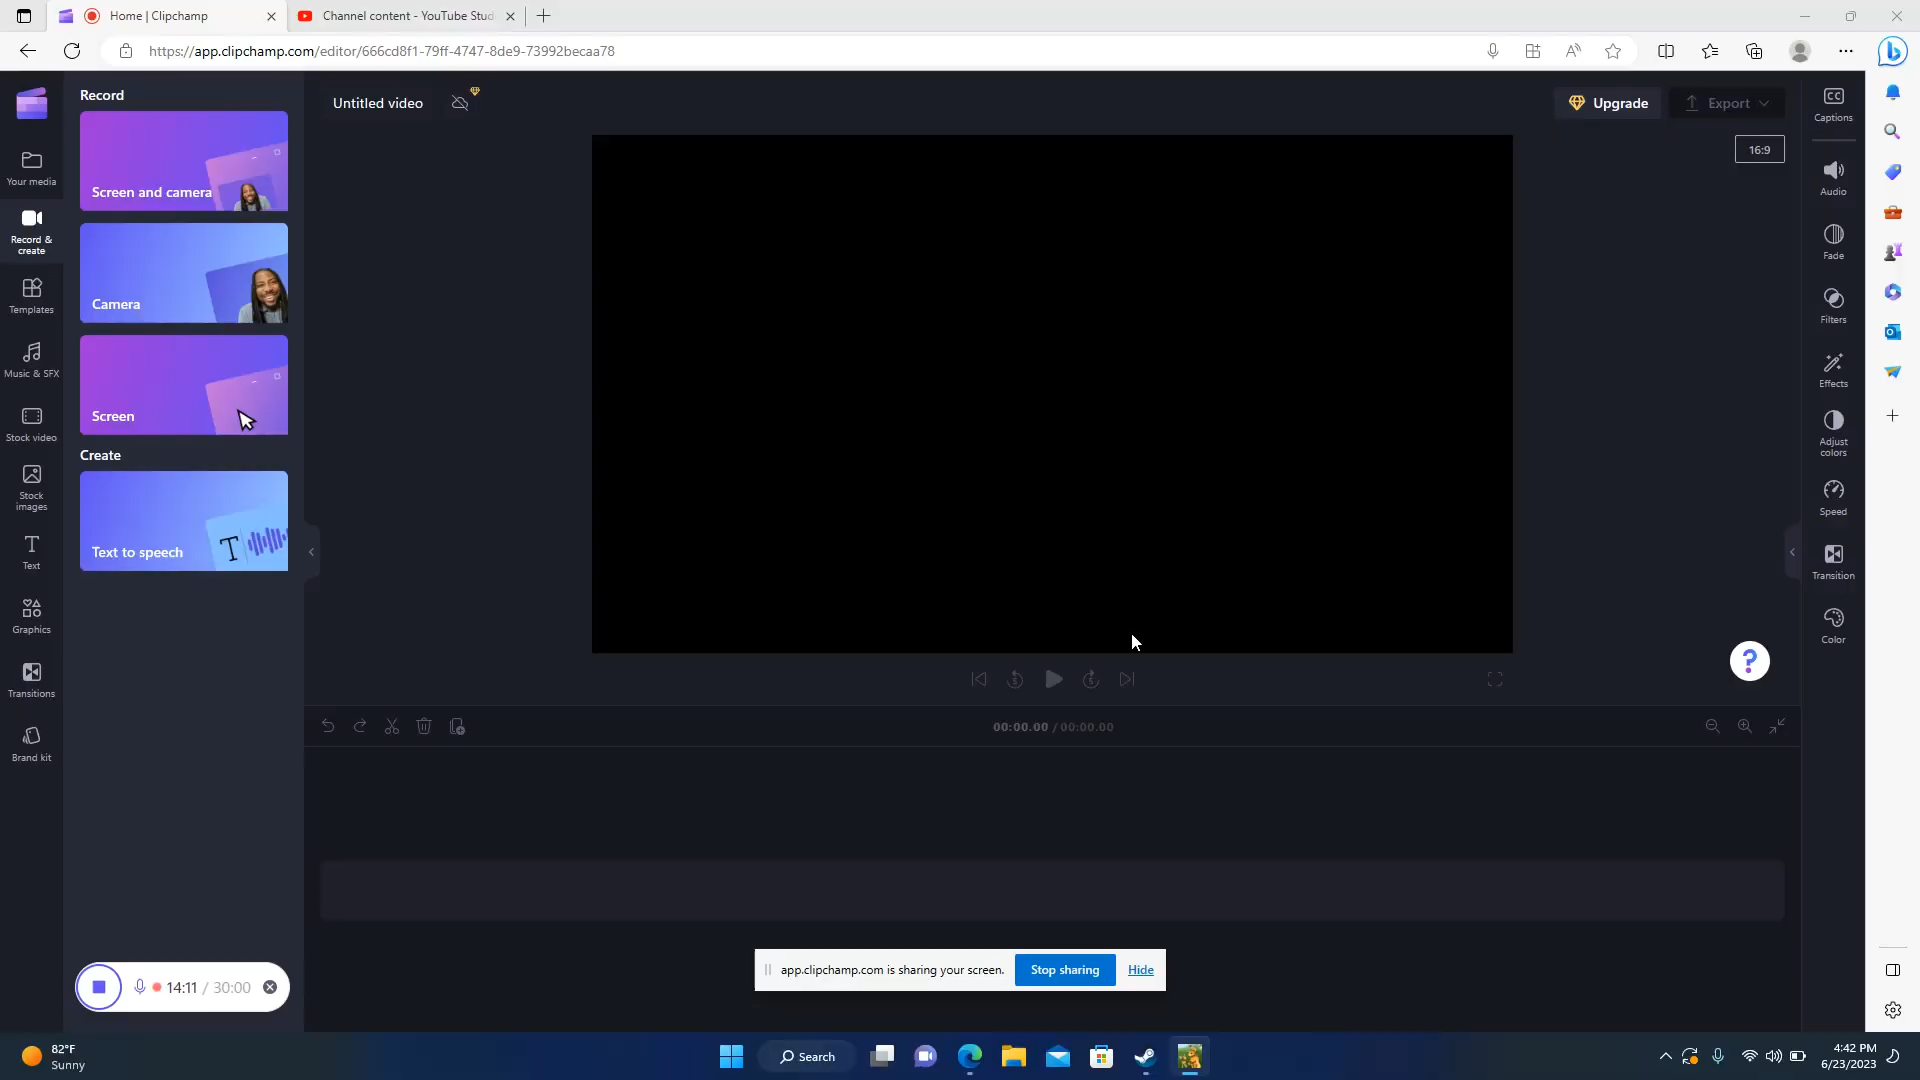 Home | Clipchamp
Channel content - YouTube Stud
https://app.clipchamp.com/editor/666cd8f1-79ff-4747-8de9-73992becaa78
Your media
Record &
create
Templates
Music & SFX
Stock video
Stock
images
Text
Graphics
Transitions
Brand kit
Record
Screen and camera
Camera
Screen
Create
Text to speech
T
14:11 / 30:00
Untitled video
Upgrade
Export
16:9
?
00:00.00 / 00:00.00
app.clipchamp.com is sharing your screen.
Stop sharing
Hide
CC
Captions
Audio
Fade
Filters
Effects
Adjust
colors
Speed
Transition
Color
82°F
Sunny
Search
4:42 PM
6/23/2023